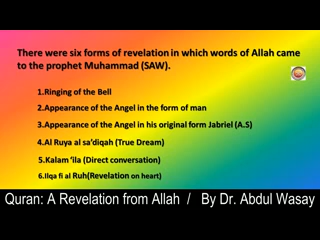 There were six forms of revelation in which words of Allah came
to the prophet Muhammad (SAW).
1.Ringing of the Bell
2.Appearance of the Angel in the form of man
3.Appearance of the Angel in his original form Jabriel (A.S)
4.Al Ruya al sa'diqah (True Dream)
5.Kalam 'ila (Direct conversation)
6.Ilqa fi al Ruh(Revelation on heart)
Quran: A Revelation from Allah / By Dr. Abdul Wasay